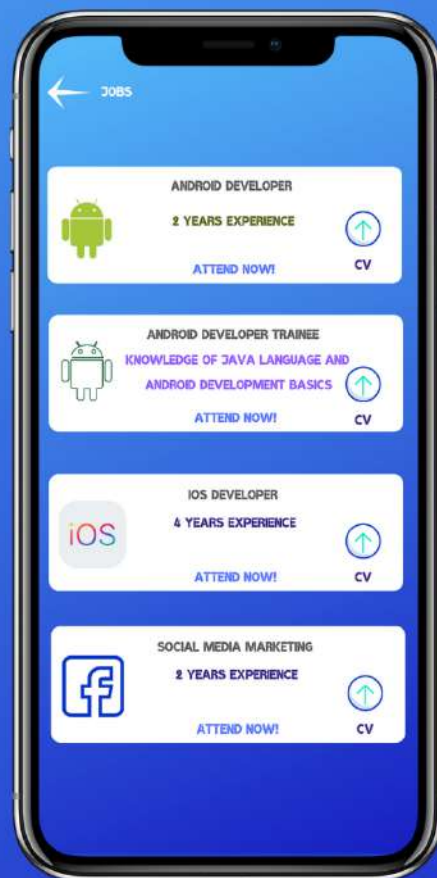 JOBS
ANDROID DEVELOPER
2 YEARS EXPERIENCE
ATTEND NOW!
CV
ANDROID DEVELOPER TRAINEE
KNOWLEDGE OF JAVA LANGUAGE AND
ANDROID DEVELOPMENT BASICS
ATTEND NOW!
CV
iOS
IOS DEVELOPER
4 YEARS EXPERIENCE
ATTEND NOW!
CV
SOCIAL MEDIA MARKETING
2 YEARS EXPERIENCE
ATTEND NOW!
CV